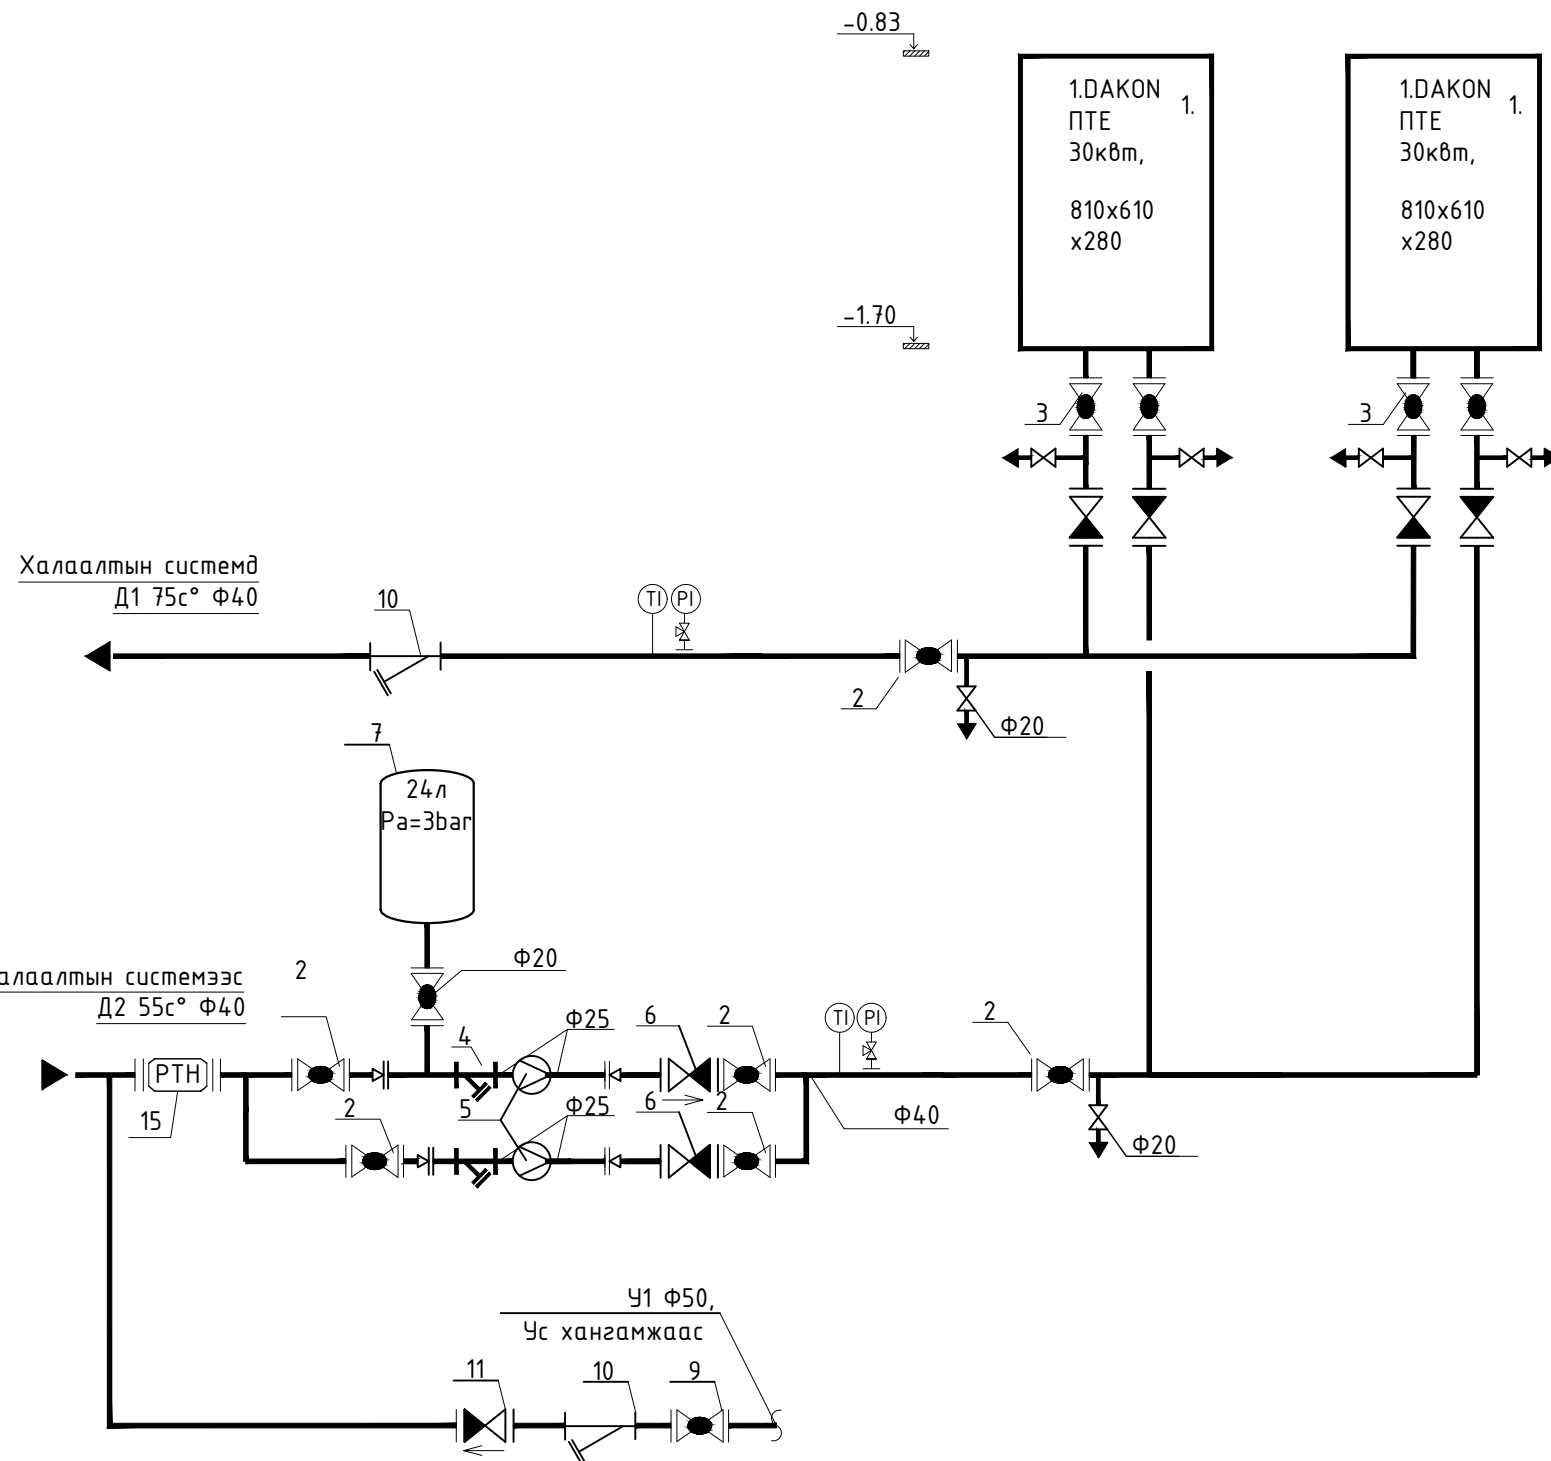 -0.83
1.DAKON
ПТЕ
30квт,
810x610
x280
1.
1.DAKON
ПТЕ
30квт,
810x610
x280
1.
-1.70
3
3
Халаалтын системд
Д1 75c° Ф40
10
TI
PI
2
Ф20
7
24л
Pa=3bar
Ф20
алаалтын системээс
Д2 55c° Ф40
2
4
Ф25
6
2
TI
PI
2
PTH
15
2
5
Ф25
6
2
Ф40
Ф20
У1 Ф50,
Ус хангамжаас
11
10
9